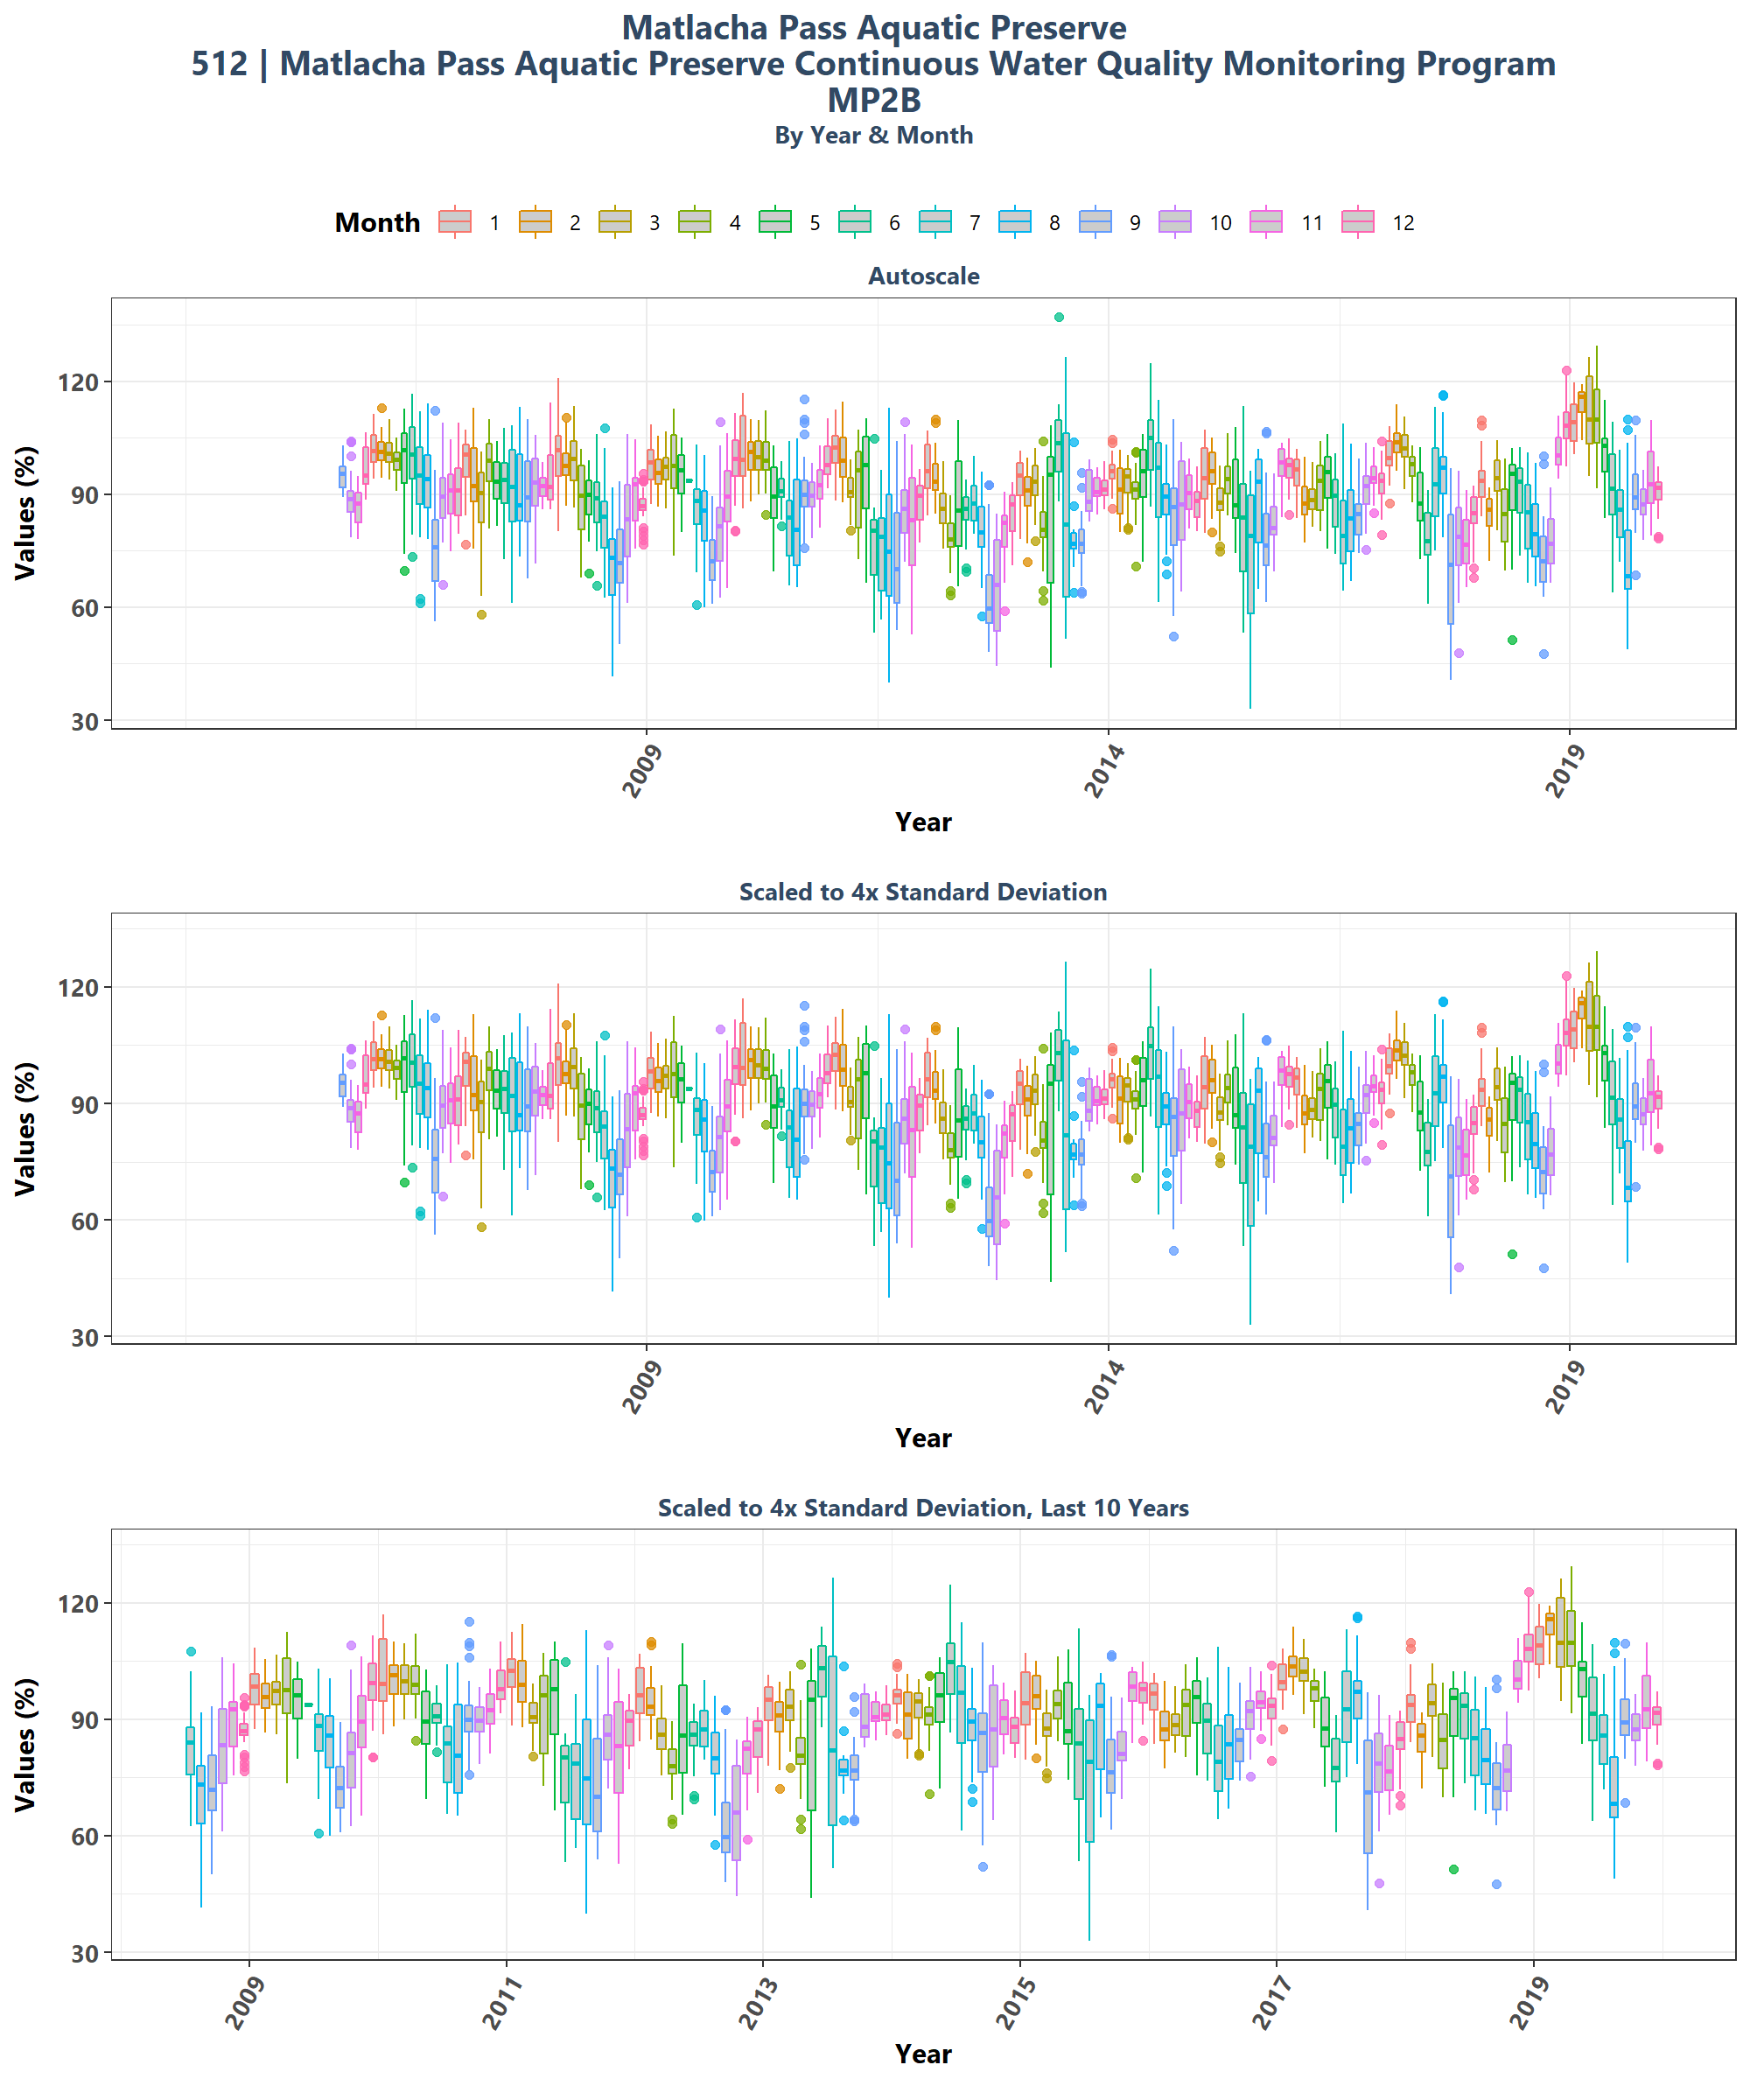 Matlacha Pass Aquatic Preserve
512 | Matlacha Pass Aquatic Preserve Continuous Water Quality Monitoring Program
MP2B
By Year & Month
Month 1 2 3 4 5 6 7 8 9 10 11 12
Autoscale
Values (%)
120
90
60
30
2009 2014 2019
Year
Scaled to 4x Standard Deviation
Values (%)
120
90
60
30
2009 2014 2019
Year
Scaled to 4x Standard Deviation, Last 10 Years
Values (%)
120
90
60
30
2009 2011 2013 2015 2017 2019
Year